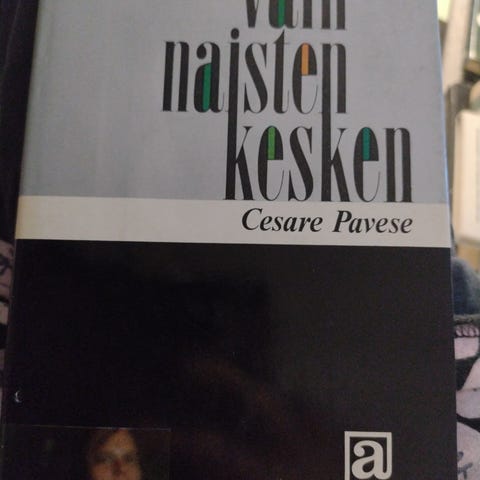 vain
naisten
kesken
Cesare Pavese
a